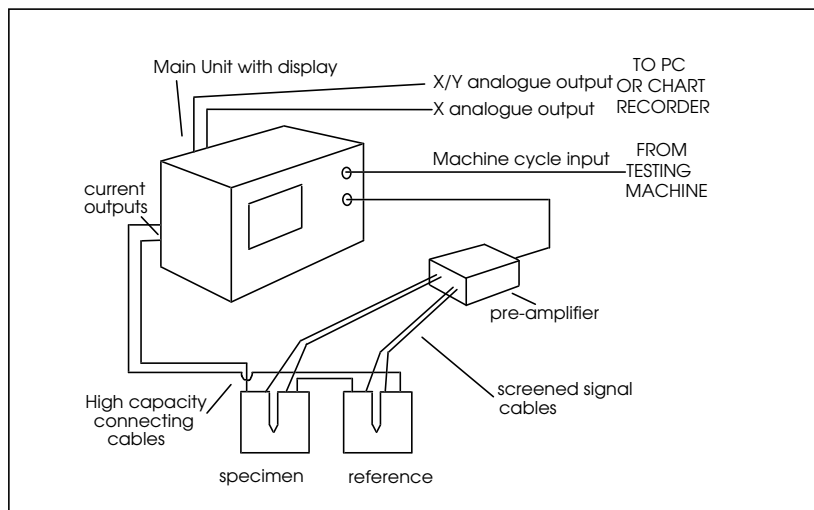 Main Unit with display
X/Y analogue output
X analogue output
TO PC
OR CHART
RECORDER
Machine cycle input
FROM
TESTING
MACHINE
current
outputs
pre-amplifier
High capacity
connecting
cables
screened signal
cables
specimen
reference